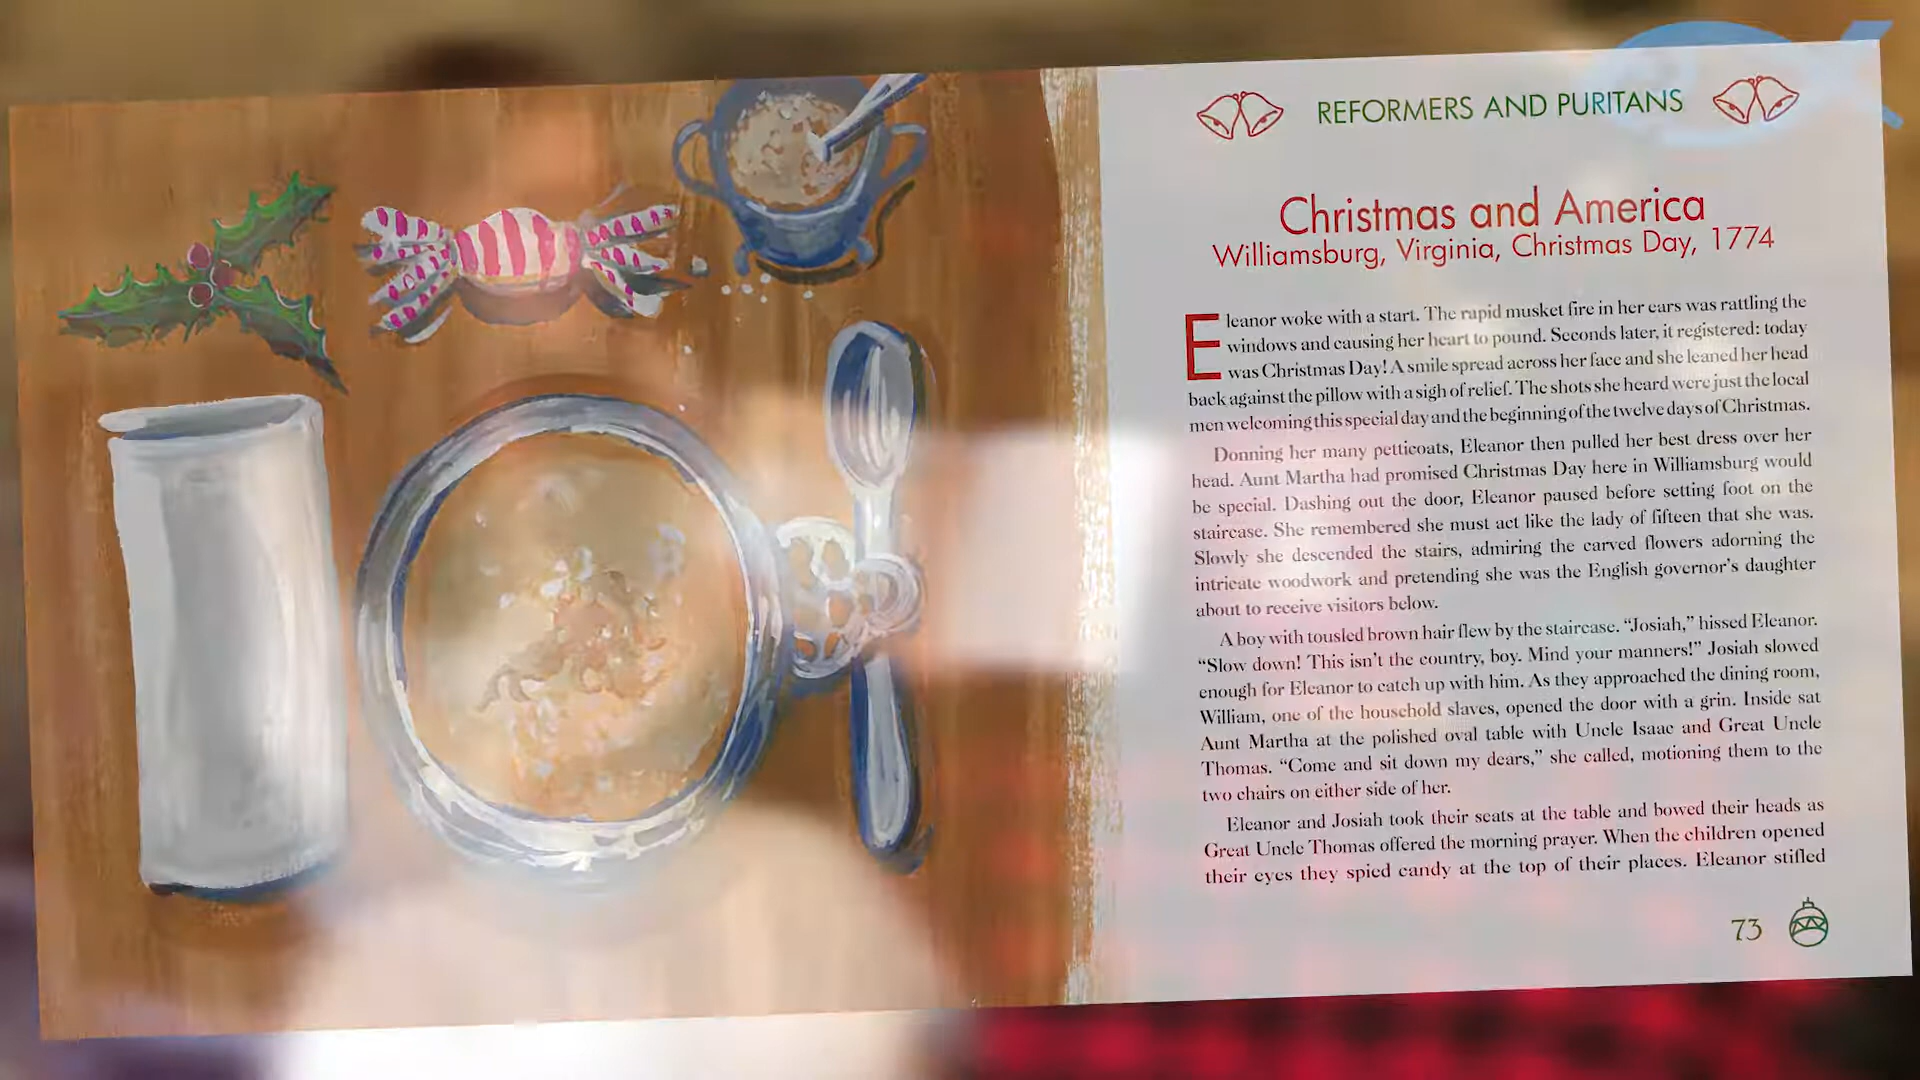 REFORMERS AND PURITANS
Christmas and America
Williamsburg, Virginia, Christmas Day, 1774
Eleanor woke with a start. The rapid musket fire in her ears was rattling the
windows and causing her heart to pound. Seconds later, it registered: today
was Christmas Day! A smile spread across her face and she leaned her head
back against the pillow with a sigh of relief. The shots she heard were just the local
men welcoming this special day and the beginning of the twelve days of Christmas.
Donning her many petticoats, Eleanor then pulled her best dress over her
head. Aunt Martha had promised Christmas Day here in Williamsburg would
be special. Dashing out the door, Eleanor paused before setting foot on the
staircase. She remembered she must act like the lady of fifteen that she was.
Slowly she descended the stairs, admiring the carved flowers adorning the
intricate woodwork and pretending she was the English governor's daughter
about to receive visitors below.
A boy with tousled brown hair flew by the staircase. “Josiah,” hissed Eleanor.
“Slow down! This isn't the country, boy. Mind your manners!” Josiah slowed
enough for Eleanor to catch up with him. As they approached the dining room,
William, one of the household slaves, opened the door with a grin. Inside sat
Aunt Martha at the polished oval table with Uncle Isaac and Great Uncle
Thomas. “Come and sit down my dears,” she called, motioning them to the
two chairs on either side of her.
Eleanor and Josiah took their seats at the table and bowed their heads as
Great Uncle Thomas offered the morning prayer. When the children opened
their eyes they spied candy at the top of their places. Eleanor stifled
73